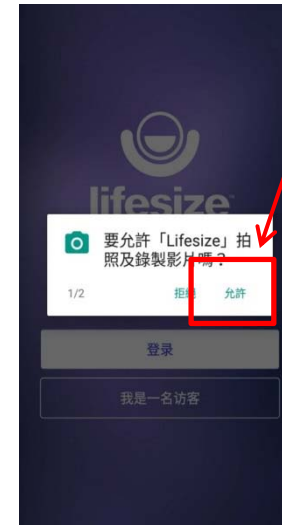 lifesize
要允許「Lifesize」拍
照及錄製影片嗎？
1/2
拒絕 允許
登录
我是一名访客